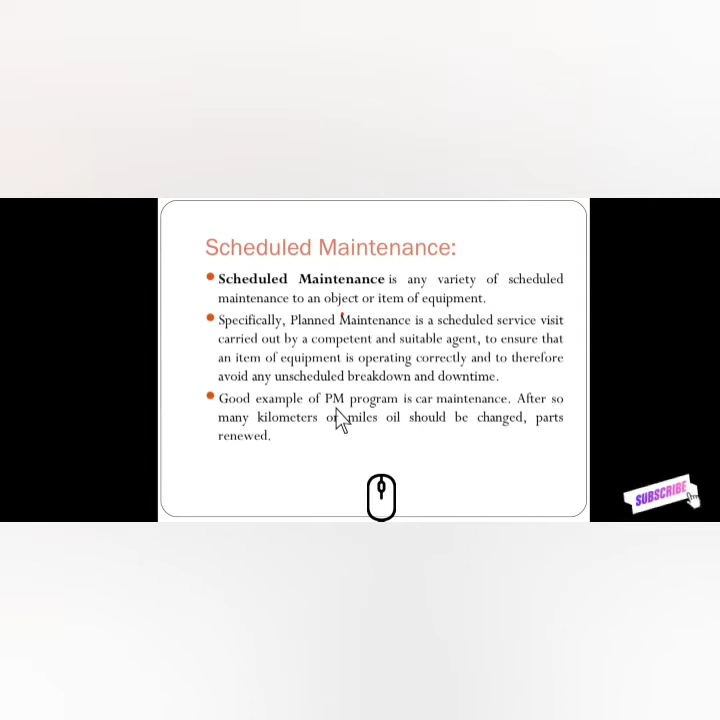 Scheduled Maintenance:
Scheduled Maintenance is any variety of scheduled
maintenance to an object or item of equipment.
Specifically, Planned Maintenance is a scheduled service visit
carried out by a competent and suitable agent, to ensure that
an item of equipment is operating correctly and to therefore
avoid any unscheduled breakdown and downtime.
Good example of PM program is car maintenance. After so
many kilometers or miles oil should be changed, parts
renewed.
SUBSCRIBE